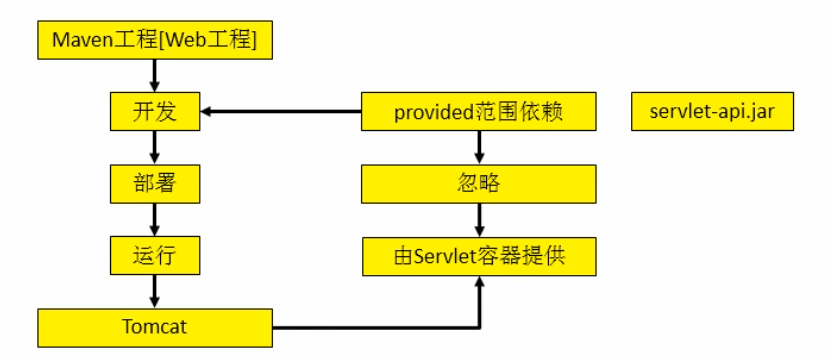 Maven工程[Web工程]
开发
provided范围依赖
servlet-api.jar
部署
忽略
运行
由Servlet容器提供
Tomcat